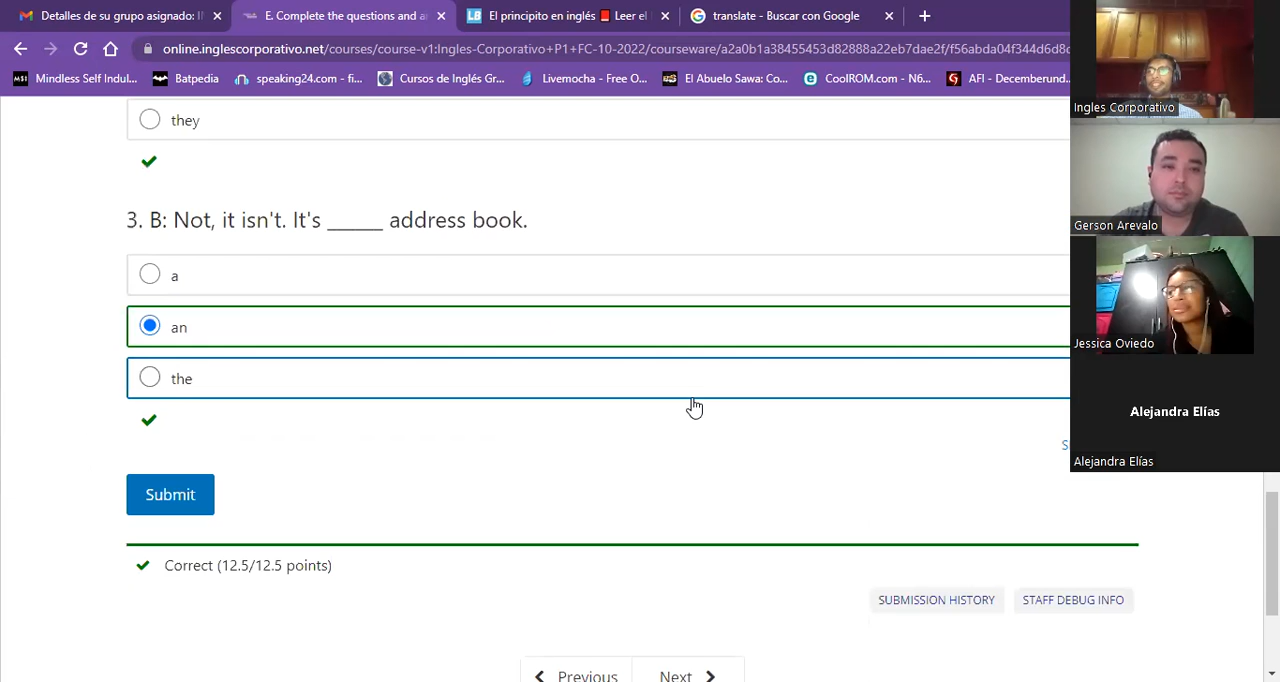 Detalles de su grupo asignado: I
E. Complete the questions and a
El principito en inglés 📕 Leer el
translate - Buscar con Google
online.inglescorporativo.net/courses/course-v1:Ingles-Corporativo+P1+FC-10-2022/courseware/a2a0b1a38455453d82888a22eb7dae2f/f56abda04f344d6d8
Mindless Self Indul...
Batpedia
speaking24.com - fi...
Cursos de Inglés Gr...
Livemocha - Free O...
El Abuelo Sawa: Co...
CoolROM.com - N6...
AFI - Decemberund...
Ingles Corporativo
they
Gerson Arevalo
3. B: Not, it isn't. It's ______ address book.
a
an
Jessica Oviedo
the
Alejandra Elías
Alejandra Elías
Submit
Correct (12.5/12.5 points)
SUBMISSION HISTORY
STAFF DEBUG INFO
Previous
Next